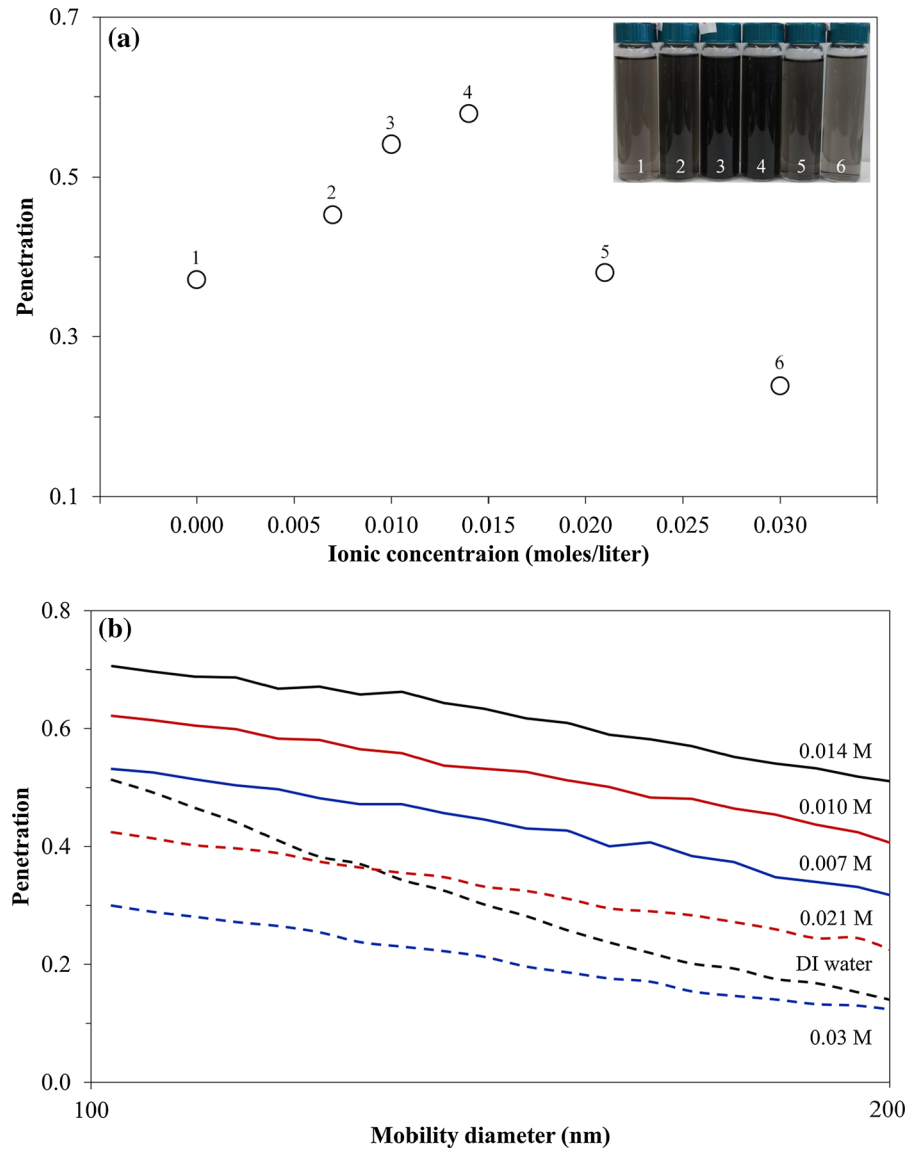 (a)
0.7
0.5
0.3
0.1
Penetration
1
2
3
4
5
6
1 2 3 4 5 6
0.000 0.005 0.010 0.015 0.020 0.025 0.030
Ionic concentraion (moles/liter)
(b)
0.8
0.6
0.4
0.2
0.0
Penetration
0.014 M
0.010 M
0.007 M
0.021 M
DI water
0.03 M
100 200
Mobility diameter (nm)